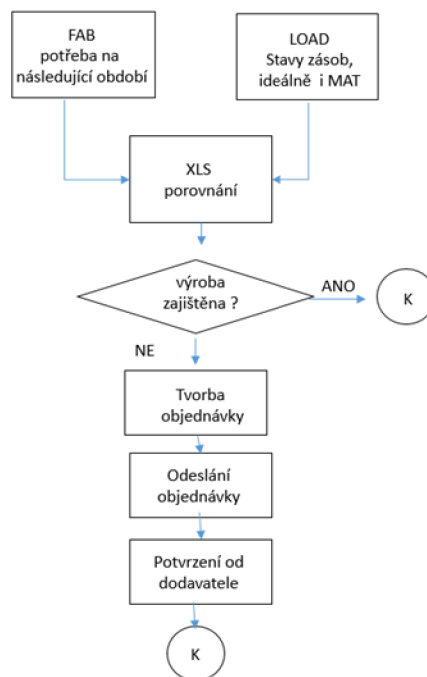 FAB
potřeba na
následující období
LOAD
Stavy zásob,
ideálně i MAT
XLS
porovnání
výroba
zajištěna ?
ANO
K
NE
Tvorba
objednávky
Odeslání
objednávky
Potvrzení od
dodavatele
K